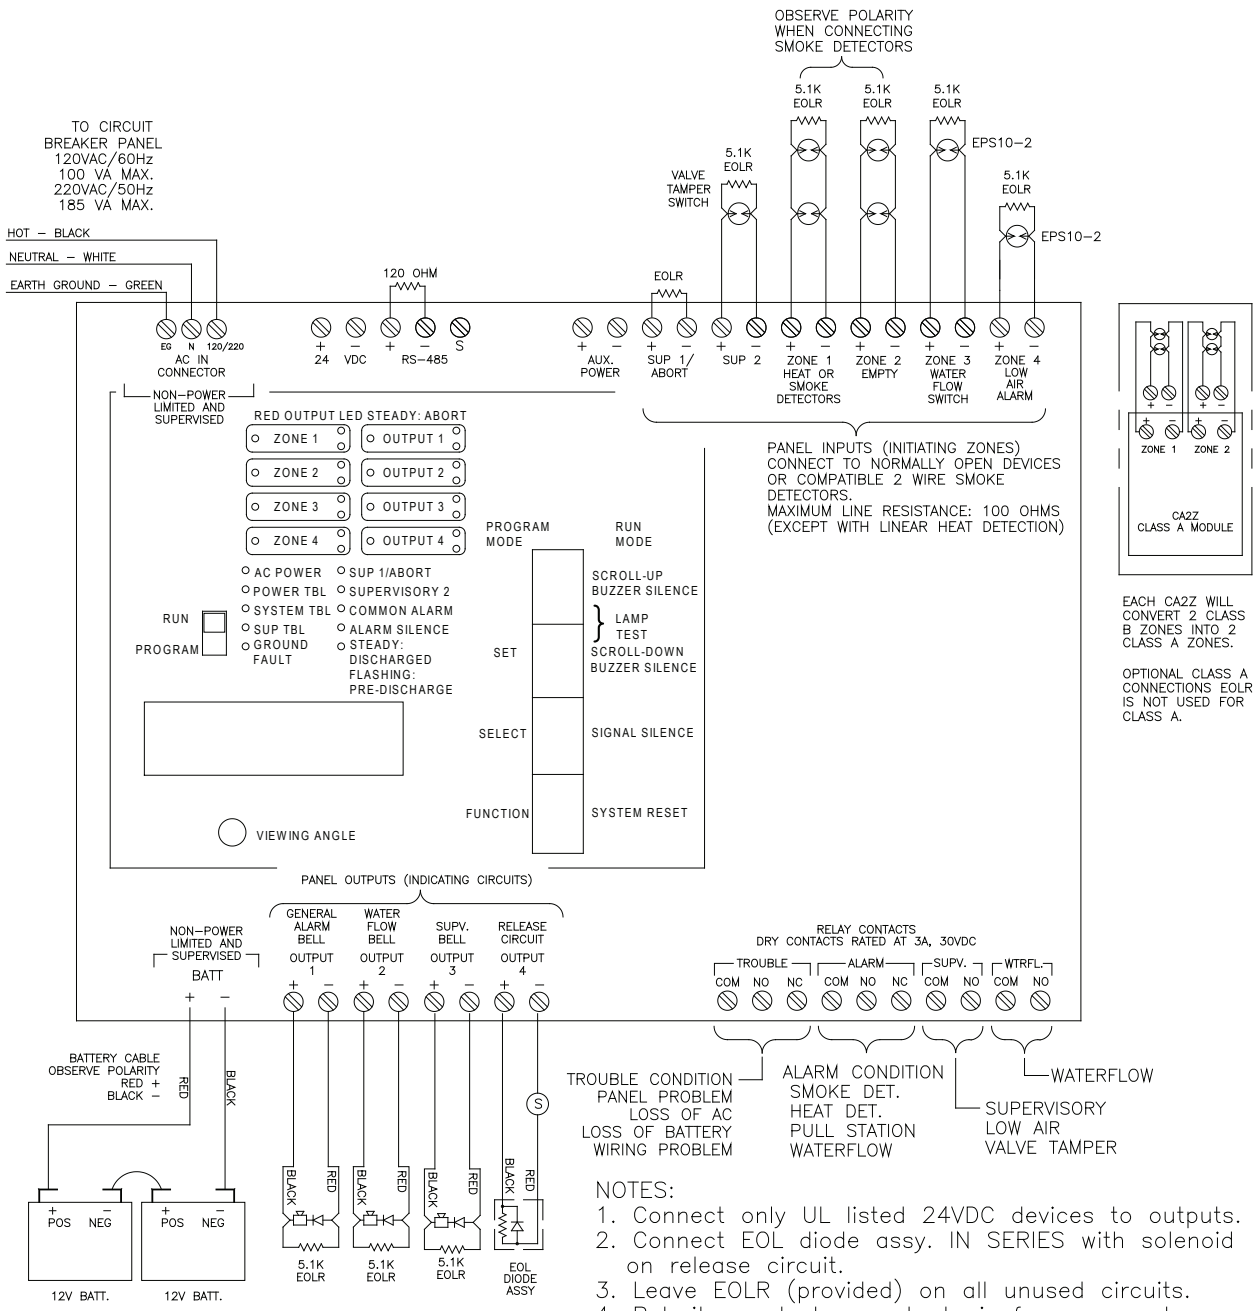 OBSERVE POLARITY
WHEN CONNECTING
SMOKE DETECTORS
5.1K
EOLR
5.1K
EOLR
5.1K
EOLR
EPS10-2
5.1K
EOLR
5.1K
EOLR
VALVE
TAMPER
SWITCH
EPS10-2
TO CIRCUIT
BREAKER PANEL
120VAC/60Hz
100 VA MAX.
220VAC/50Hz
185 VA MAX.
HOT - BLACK
NEUTRAL - WHITE
EARTH GROUND - GREEN
120 OHM
EOLR
EG N 120/220
AC IN
CONNECTOR
NON-POWER
LIMITED AND
SUPERVISED
+ -
24 VDC
+ - S
RS-485
+ -
AUX.
POWER
+ -
SUP 1/
ABORT
+ -
SUP 2
+ -
ZONE 1
HEAT OR
SMOKE
DETECTORS
+ -
ZONE 2
EMPTY
+ -
ZONE 3
WATER
FLOW
SWITCH
+ -
ZONE 4
LOW
AIR
ALARM
PANEL INPUTS (INITIATING ZONES)
CONNECT TO NORMALLY OPEN DEVICES
OR COMPATIBLE 2 WIRE SMOKE
DETECTORS.
MAXIMUM LINE RESISTANCE: 100 OHMS
(EXCEPT WITH LINEAR HEAT DETECTION)
+ - + -
+ - + -
ZONE 1 ZONE 2
CA2Z
CLASS A MODULE
EACH CA2Z WILL
CONVERT 2 CLASS
B ZONES INTO 2
CLASS A ZONES.
OPTIONAL CLASS A
CONNECTIONS EOLR
IS NOT USED FOR
CLASS A.
RED OUTPUT LED STEADY: ABORT
ZONE 1 OUTPUT 1
ZONE 2 OUTPUT 2
ZONE 3 OUTPUT 3
ZONE 4 OUTPUT 4
AC POWER SUP 1/ABORT
POWER TBL SUPERVISORY 2
SYSTEM TBL COMMON ALARM
SUP TBL ALARM SILENCE
GROUND
FAULT
STEADY:
DISCHARGED
FLASHING:
PRE-DISCHARGE
RUN
PROGRAM
PROGRAM
MODE
RUN
MODE
SCROLL-UP
BUZZER SILENCE
LAMP
TEST
SET
SCROLL-DOWN
BUZZER SILENCE
SELECT
SIGNAL SILENCE
FUNCTION
SYSTEM RESET
VIEWING ANGLE
PANEL OUTPUTS (INDICATING CIRCUITS)
GENERAL
ALARM
BELL
OUTPUT
1
+ -
WATER
FLOW
BELL
OUTPUT
2
+ -
SUPV.
BELL
OUTPUT
3
+ -
RELEASE
CIRCUIT
OUTPUT
4
+ -
NON-POWER
LIMITED AND
SUPERVISED
BATT
+ -
RELAY CONTACTS
DRY CONTACTS RATED AT 3A, 30VDC
TROUBLE ALARM SUPV. WTRFL.
COM NO NC COM NO NC COM NO COM NO
BATTERY CABLE
OBSERVE POLARITY
RED +
BLACK -
RED
BLACK
TROUBLE CONDITION
PANEL PROBLEM
LOSS OF AC
LOSS OF BATTERY
WIRING PROBLEM
ALARM CONDITION
SMOKE DET.
HEAT DET.
PULL STATION
WATERFLOW
WATERFLOW
SUPERVISORY
LOW AIR
VALVE TAMPER
S
BLACK RED
BLACK RED
BLACK RED
BLACK RED
5.1K
EOLR
5.1K
EOLR
5.1K
EOLR
EOL
DIODE
ASSY
+ -
POS NEG
+ -
POS NEG
12V BATT.
12V BATT.
NOTES:
1. Connect only UL listed 24VDC devices to outputs.
2. Connect EOL diode assy. IN SERIES with solenoid
on release circuit.
3. Leave EOLR (provided) on all unused circuits.